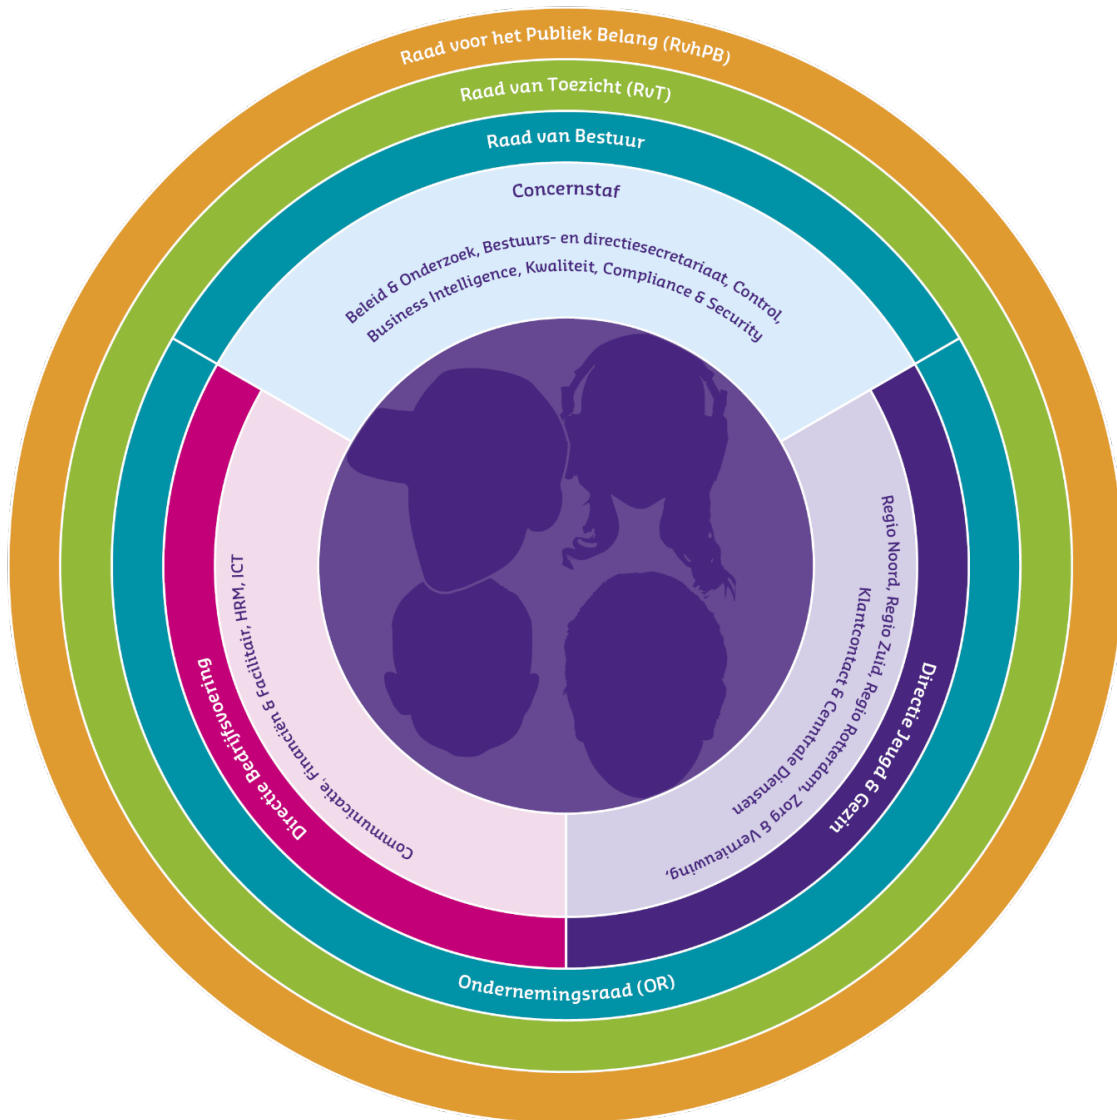 Raad voor het Publiek Belang (RvhPB)
Raad van Toezicht (RvT)
Raad van Bestuur
Concernstaf
Beleid & Onderzoek, Bestuurs- en directiesecretariaat, Control,
Business Intelligence, Kwaliteit, Compliance & Security
Regio Noord, Regio Zuid, Regio Rotterdam, Zorg & Vernieuwing,
Klantcontact & Cenntrale Diensten
Directie Jeugd & Gezin
Communicatie, Financiën & Facilitair, HRM, ICT
Directie Bedrijfsvoering
Ondernemingsraad (OR)